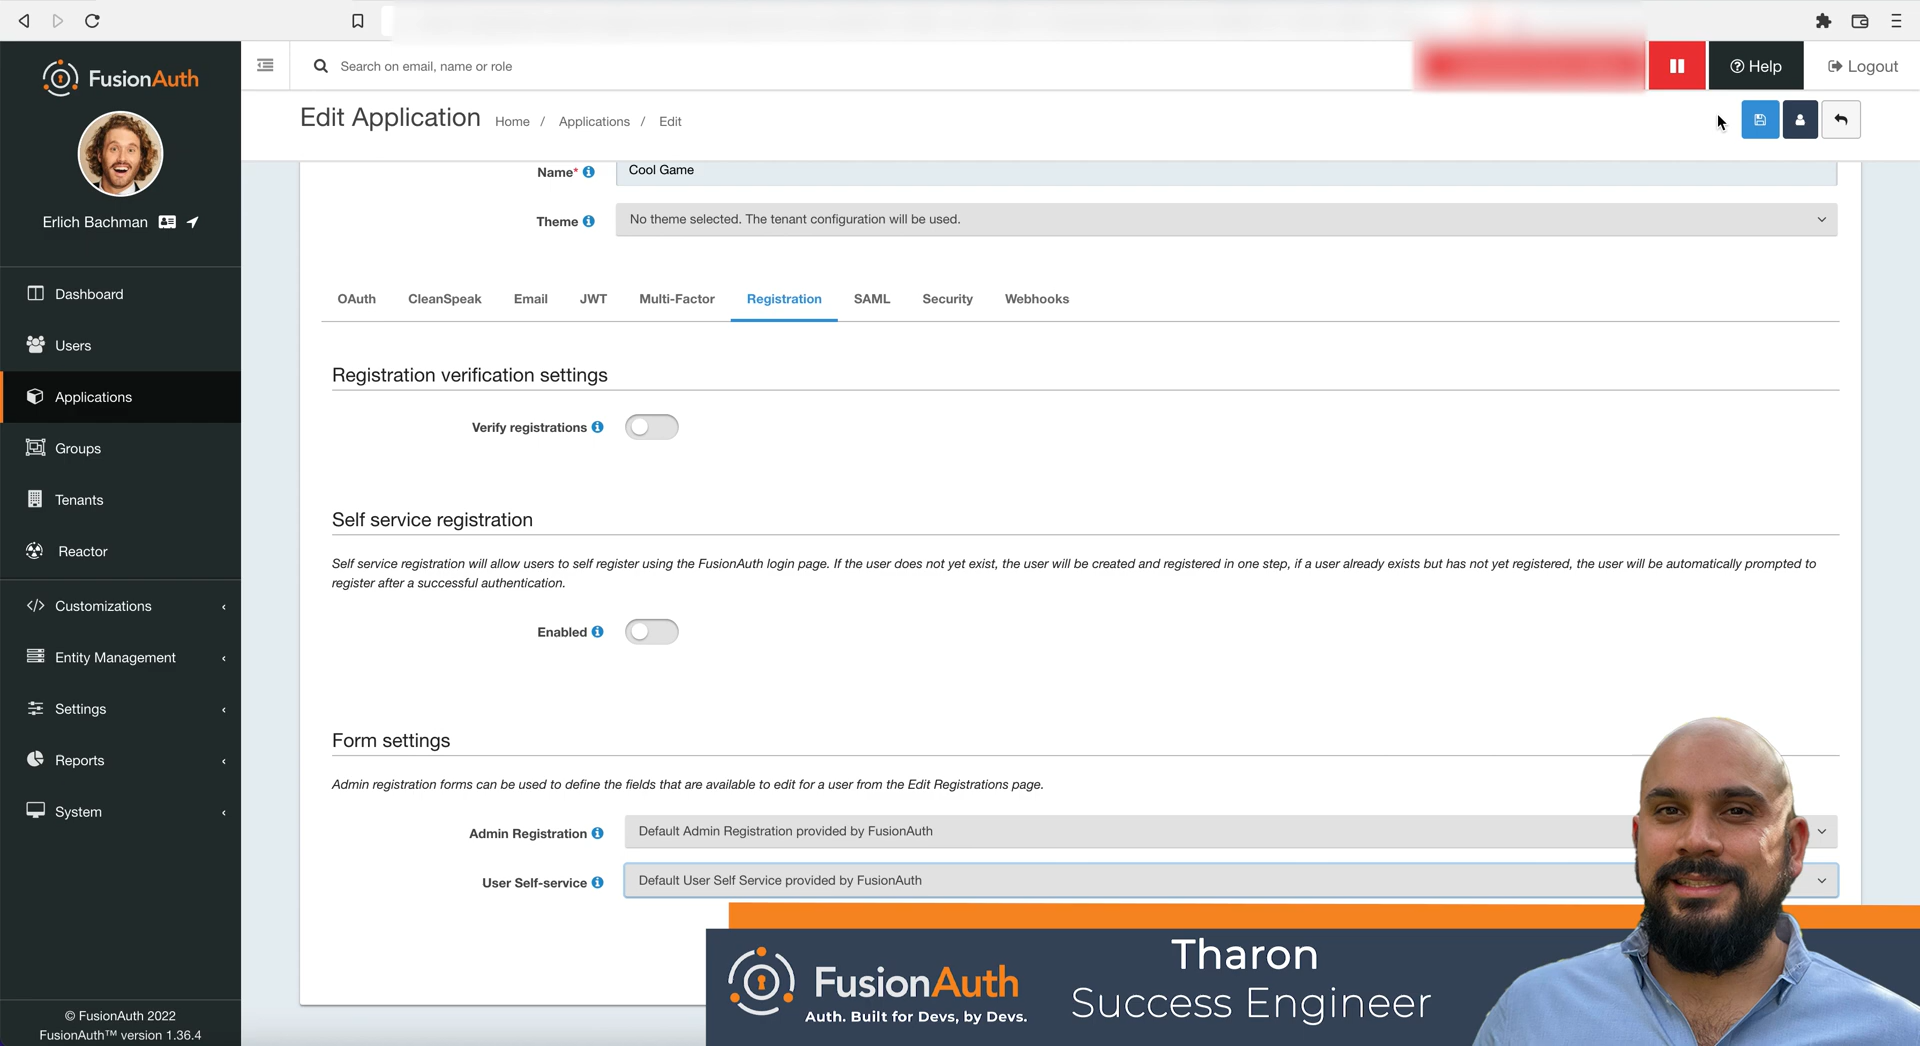 FusionAuth
Search on email, name or role
Help
Logout
Edit Application
Home / Applications / Edit
Erlich Bachman
Dashboard
Users
Applications
Groups
Tenants
Reactor
Customizations
Entity Management
Settings
Reports
System
© FusionAuth 2022
FusionAuth™ version 1.36.4
Name*
Cool Game
Theme
No theme selected. The tenant configuration will be used.
OAuth
CleanSpeak
Email
JWT
Multi-Factor
Registration
SAML
Security
Webhooks
Registration verification settings
Verify registrations
Self service registration
Self service registration will allow users to self register using the FusionAuth login page. If the user does not yet exist, the user will be created and registered in one step, if a user already exists but has not yet registered, the user will be automatically prompted to
register after a successful authentication.
Enabled
Form settings
Admin registration forms can be used to define the fields that are available to edit for a user from the Edit Registrations page.
Admin Registration
Default Admin Registration provided by FusionAuth
User Self-service
Default User Self Service provided by FusionAuth
FusionAuth
Auth. Built for Devs, by Devs.
Tharon
Success Engineer